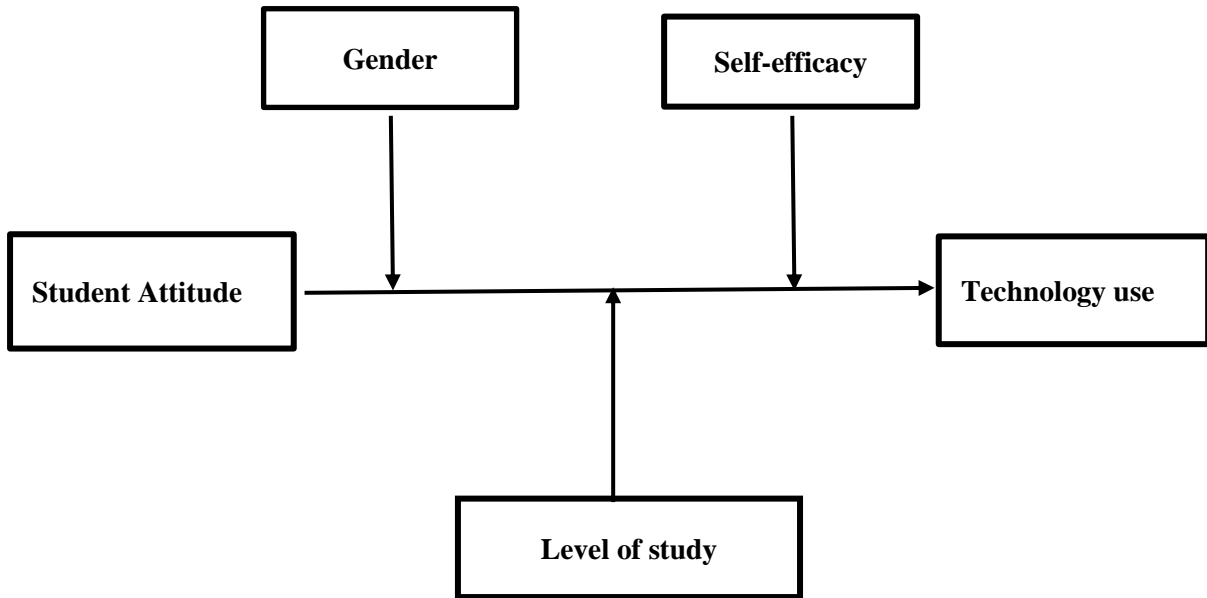 Gender
Self-efficacy
Student Attitude
Technology use
Level of study